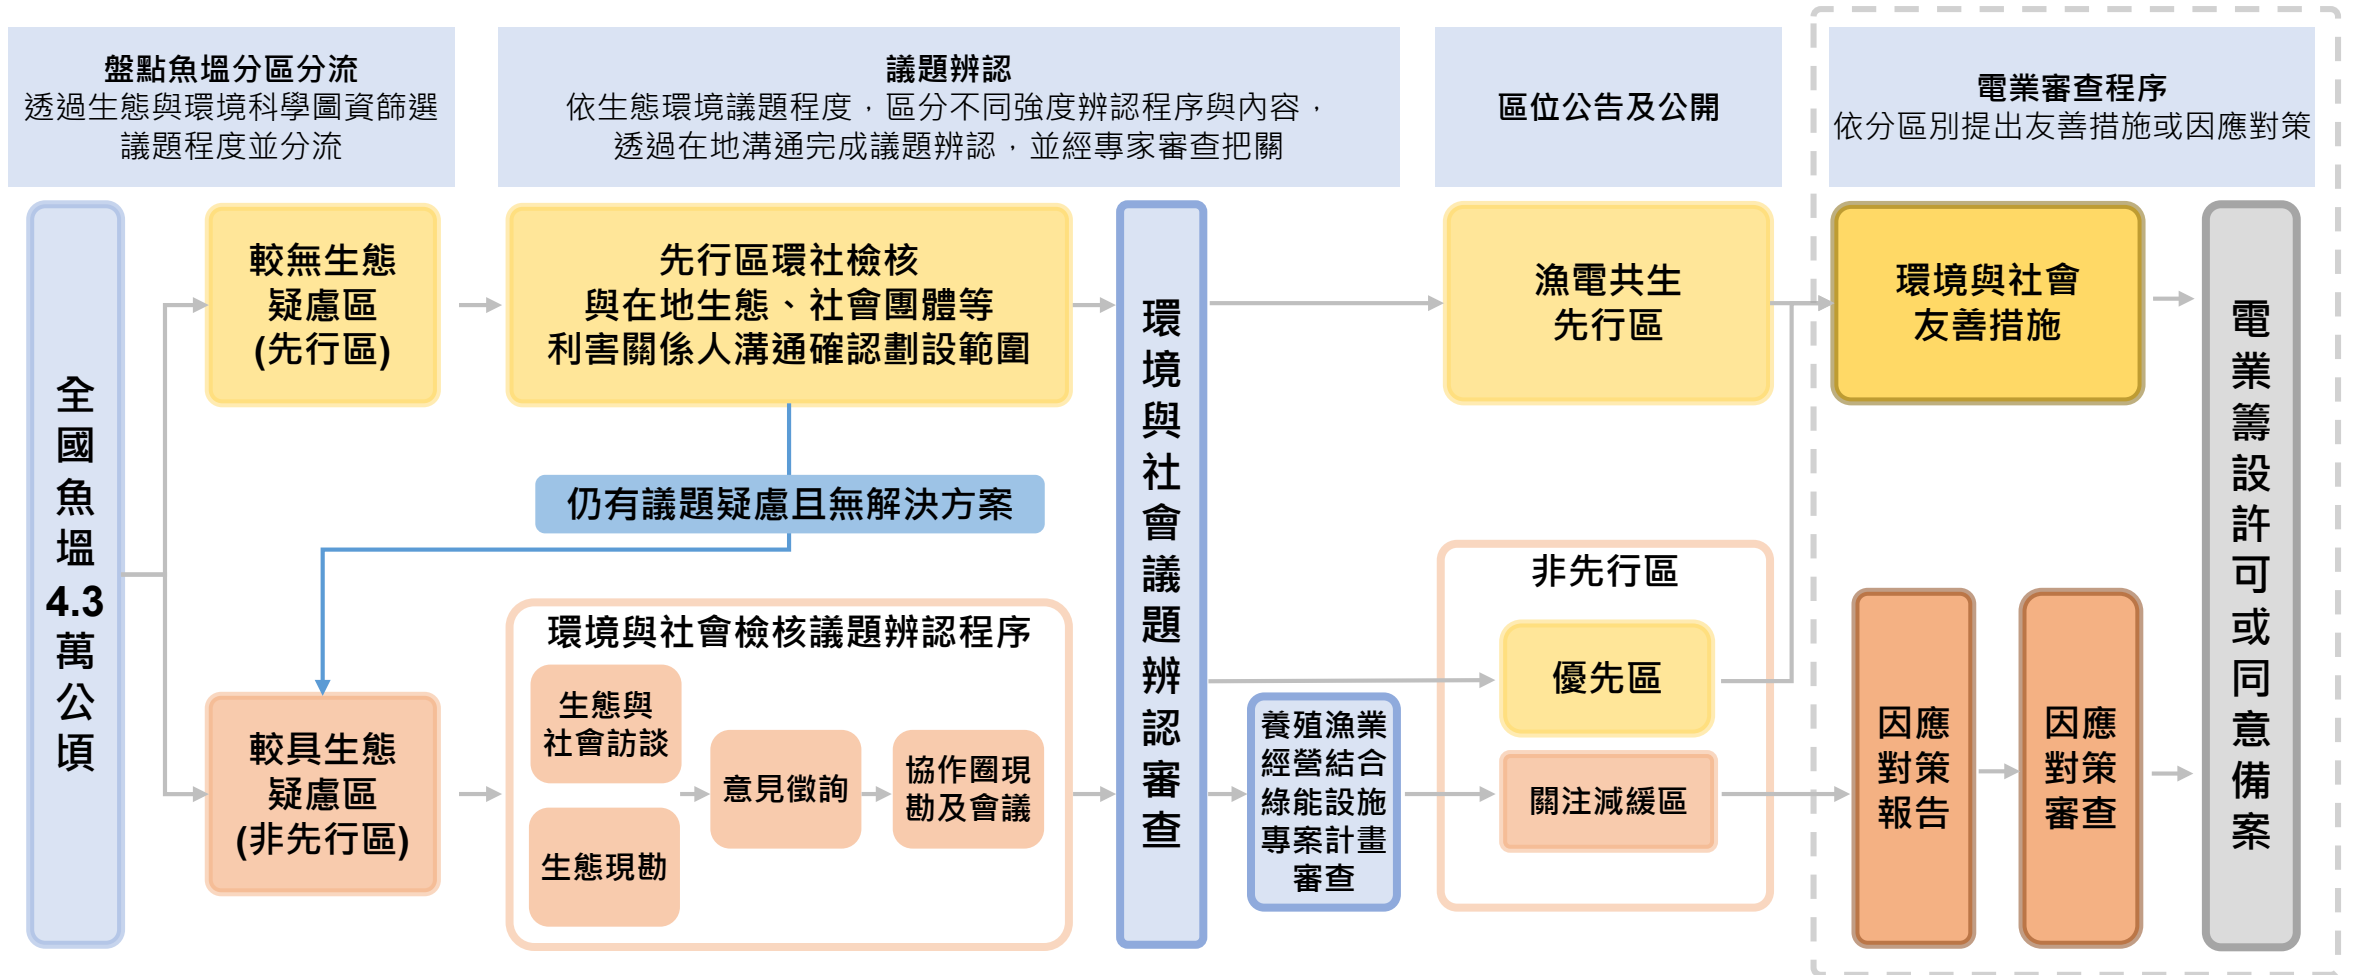 盤點魚塭分區分流
透過生態與環境科學圖資篩選
議題程度並分流
議題辨認
依生態環境議題程度，區分不同強度辨認程序與內容，
透過在地溝通完成議題辨認，並經專家審查把關
區位公告及公開
電業審查程序
依分區別提出友善措施或因應對策
全國魚塭4.3萬公頃
較無生態
疑慮區
(先行區)
先行區環社檢核
與在地生態、社會團體等
利害關係人溝通確認劃設範圍
仍有議題疑慮且無解決方案
較具生態
疑慮區
(非先行區)
環境與社會檢核議題辨認程序
生態與
社會訪談
生態現勘
意見徵詢
協作圈現
勘及會議
環境與社會議題辨認審查
養殖漁業
經營結合
綠能設施
專案計畫
審查
漁電共生
先行區
非先行區
優先區
關注減緩區
環境與社會
友善措施
因應
對策
報告
因應
對策
審查
電業籌設許可或同意備案